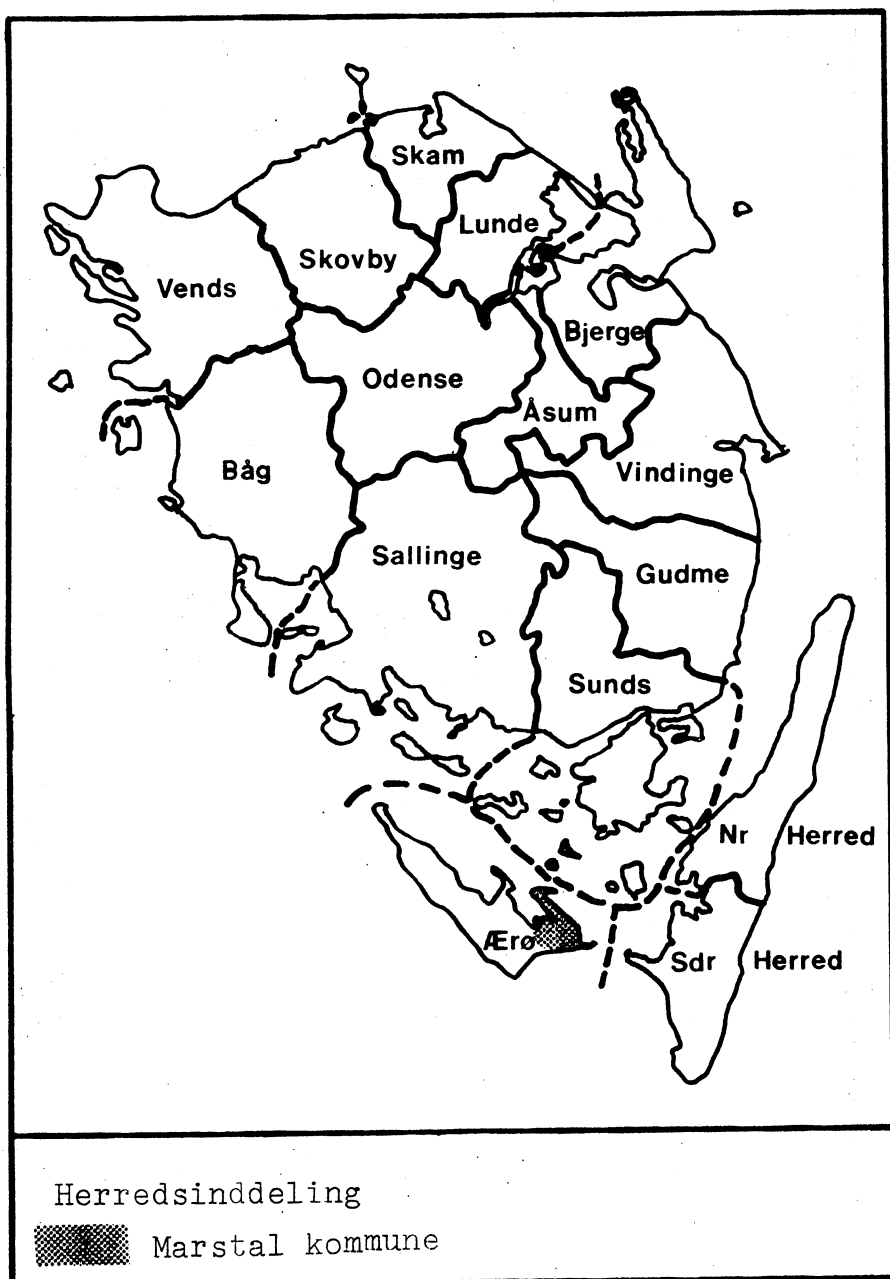 Skam
Lunde
Skovby
Vends
Bjerge
Odense
Åsum
Båg
Vindinge
Sallinge
Gudme
Sunds
Nr Herred
Ærø
Sdr Herred
Herredsinddeling
Marstal kommune